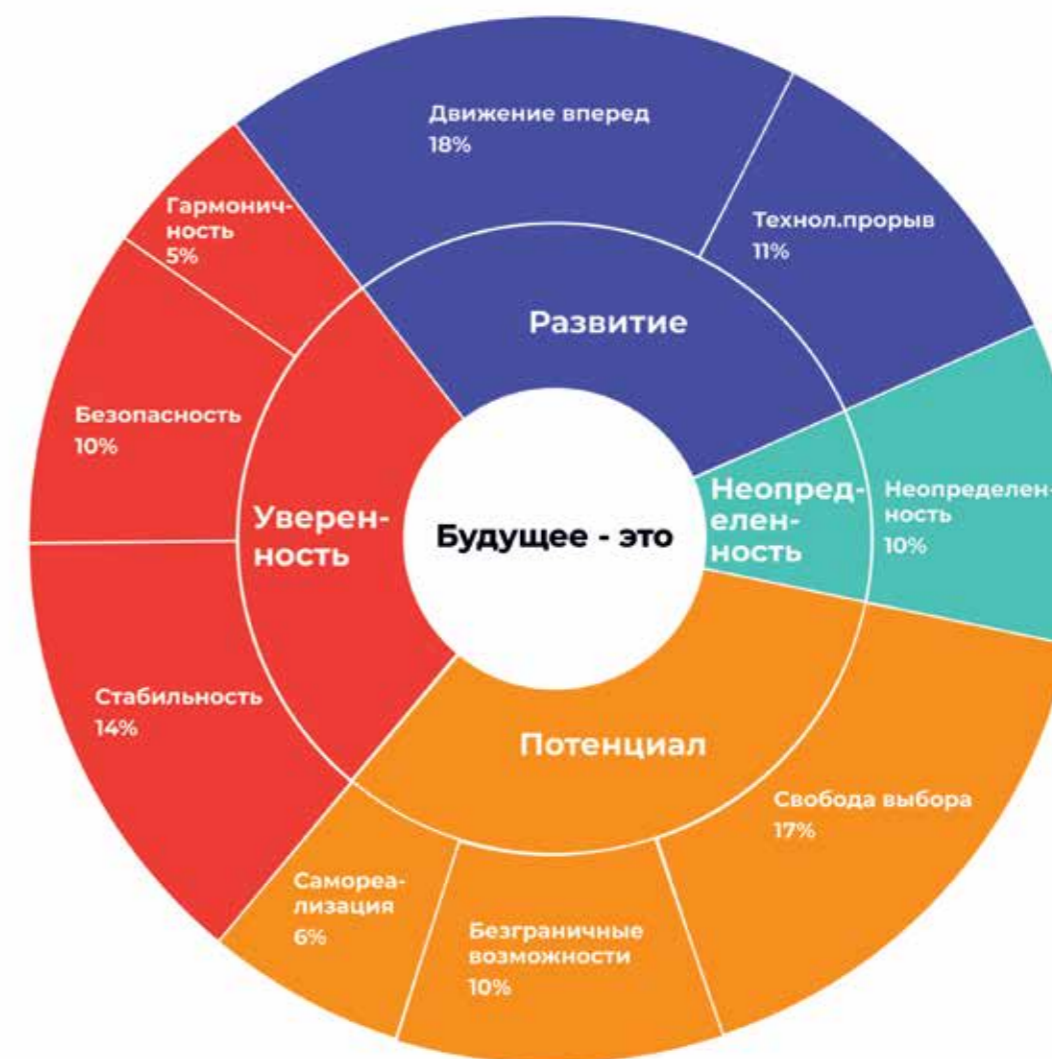 Движение вперед
18%
Технол.прорыв
11%
Гармонич-
ность
5%
Развитие
Безопасность
10%
Уверен-
ность
Будущее - это
Неопред-
елен-
ность
Неопределен-
ность
10%
Стабильность
14%
Потенциал
Свобода выбора
17%
Самореа-
лизация
6%
Безграничные
возможности
10%